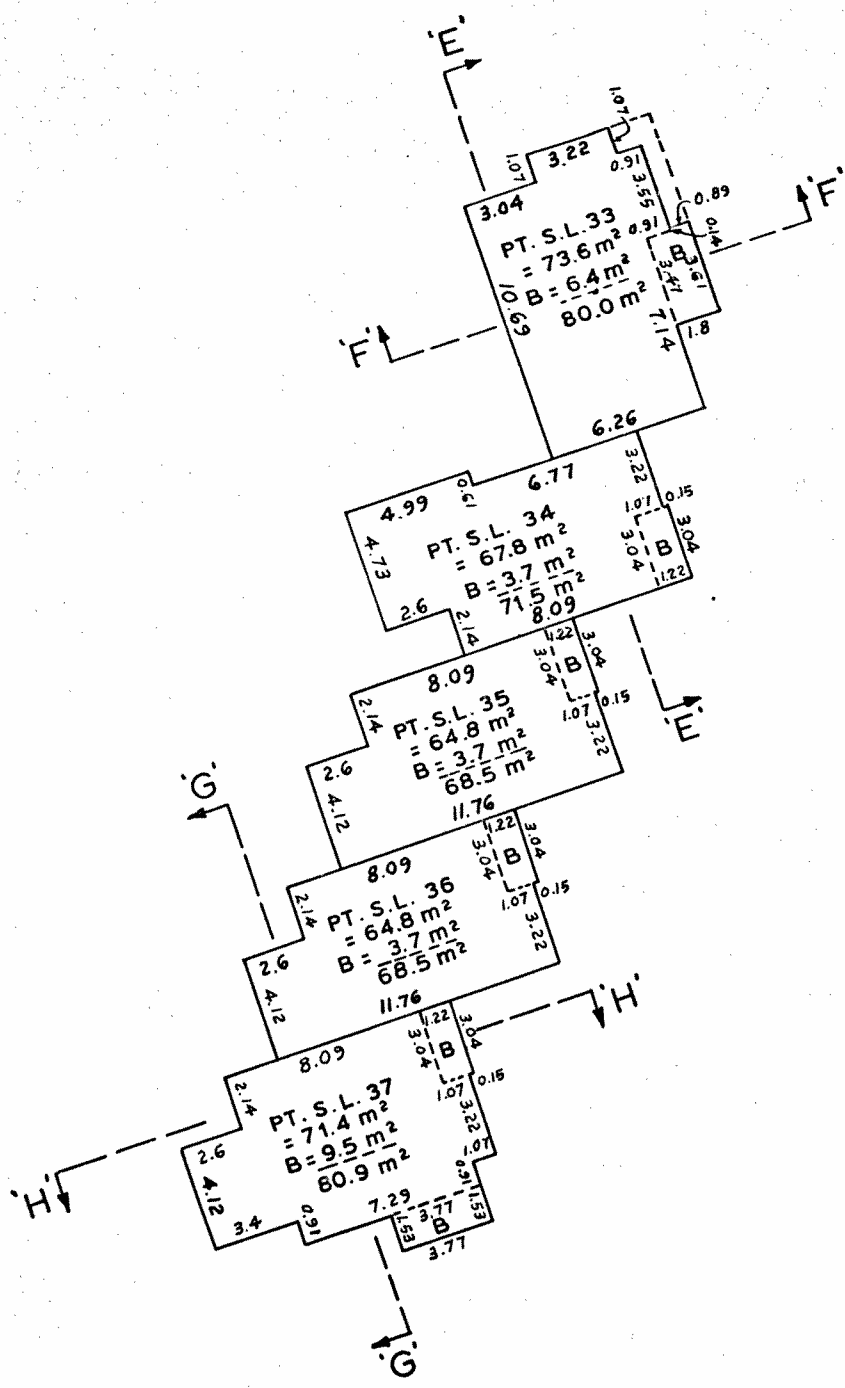 'E'
1.07
1.07
3.22
0.91
3.55
3.04
0.89
'F'
PT. S.L. 33
= 73.6 m²
B = 6.4 m²
80.0 m²
0.91
0.14
B
3.61
3.47
10.69
7.14
1.8
'F'
6.26
6.77
3.22
0.61
4.99
4.73
PT. S.L. 34
= 67.8 m²
B = 3.7 m²
71.5 m²
1.07
0.15
3.04
B
3.04
1.22
2.6
2.14
8.09
8.09
1.22
3.04
B
3.04
1.07
0.15
3.22
'E'
2.14
PT. S.L. 35
= 64.8 m²
B = 3.7 m²
68.5 m²
2.6
4.12
'G'
11.76
1.22
3.04
B
3.04
1.07
0.15
3.22
8.09
2.14
PT. S.L. 36
= 64.8 m²
B = 3.7 m²
68.5 m²
2.6
4.12
11.76
'H'
1.22
3.04
B
3.04
1.07
0.15
3.22
8.09
2.14
PT. S.L. 37
= 71.4 m²
B = 9.5 m²
80.9 m²
1.07
0.91
2.6
4.12
'H'
3.4
0.91
7.29
3.77
1.53
B
1.53
3.77
'G'